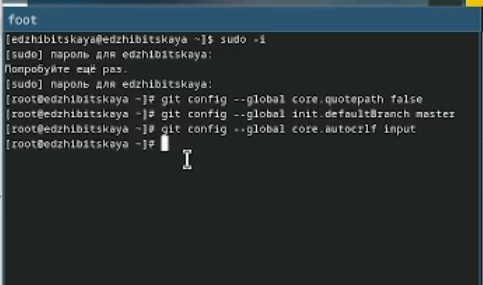 foot
[edzhibitskaya@edzhibitskaya ~]$ sudo -i
[sudo] пароль для edzhibitskaya:
Попробуйте ещё раз.
[sudo] пароль для edzhibitskaya:
[root@edzhibitskaya ~]# git config --global core.quotepath false
[root@edzhibitskaya ~]# git config --global init.defaultBranch master
[root@edzhibitskaya ~]# git config --global core.autocrlf input
[root@edzhibitskaya ~]#